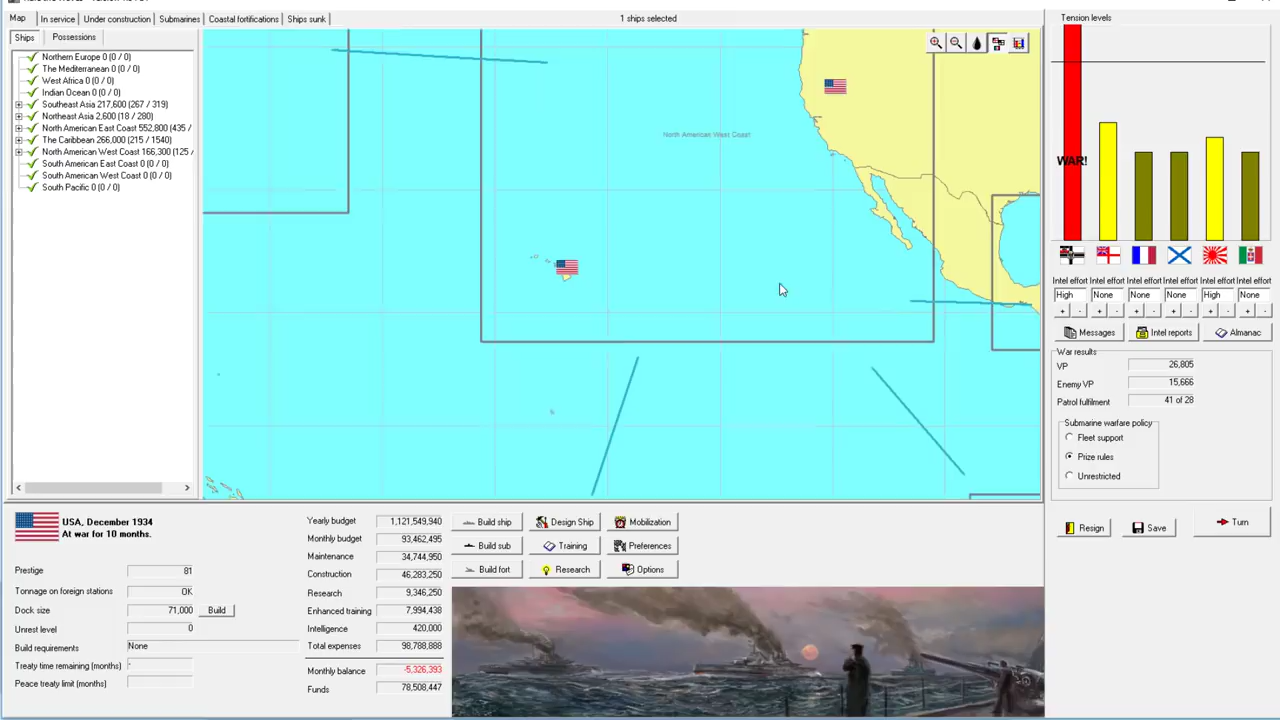 Map
In service
Under construction
Submarines
Coastal fortifications
Ships sunk
1 ships selected
Ships
Possessions
Northern Europe 0 (0 / 0)
The Mediterranean 0 (0 / 0)
West Africa 0 (0 / 0)
Indian Ocean 0 (0 / 0)
Southeast Asia 217,600 (267 / 319)
Northeast Asia 2,600 (18 / 280)
North American East Coast 552,800 (435 /
The Caribbean 266,000 (215 / 1540)
North American West Coast 166,300 (125 /
South American East Coast 0 (0 / 0)
South American West Coast 0 (0 / 0)
South Pacific 0 (0 / 0)
North American West Coast
Tension levels
WAR!
Intel effort Intel effort Intel effort Intel effort Intel effort Intel effort
High None None None High None
+ - + - + - + - + - + -
Messages
Intel reports
Almanac
War results
VP 26,805
Enemy VP 15,666
Patrol fulfilment 41 of 28
Submarine warfare policy
Fleet support
Prize rules
Unrestricted
Resign
Save
Turn
USA, December 1934
At war for 10 months.
Prestige 81
Tonnage on foreign stations OK
Dock size 71,000 Build
Unrest level 0
Build requirements None
Treaty time remaining (months) -
Peace treaty limit (months)
Yearly budget 1,121,549,940
Monthly budget 93,462,495
Maintenance 34,744,950
Construction 46,283,250
Research 9,346,250
Enhanced training 7,994,438
Intelligence 420,000
Total expenses 98,788,888
Monthly balance -5,326,393
Funds 78,508,447
Build ship
Design Ship
Mobilization
Build sub
Training
Preferences
Build fort
Research
Options